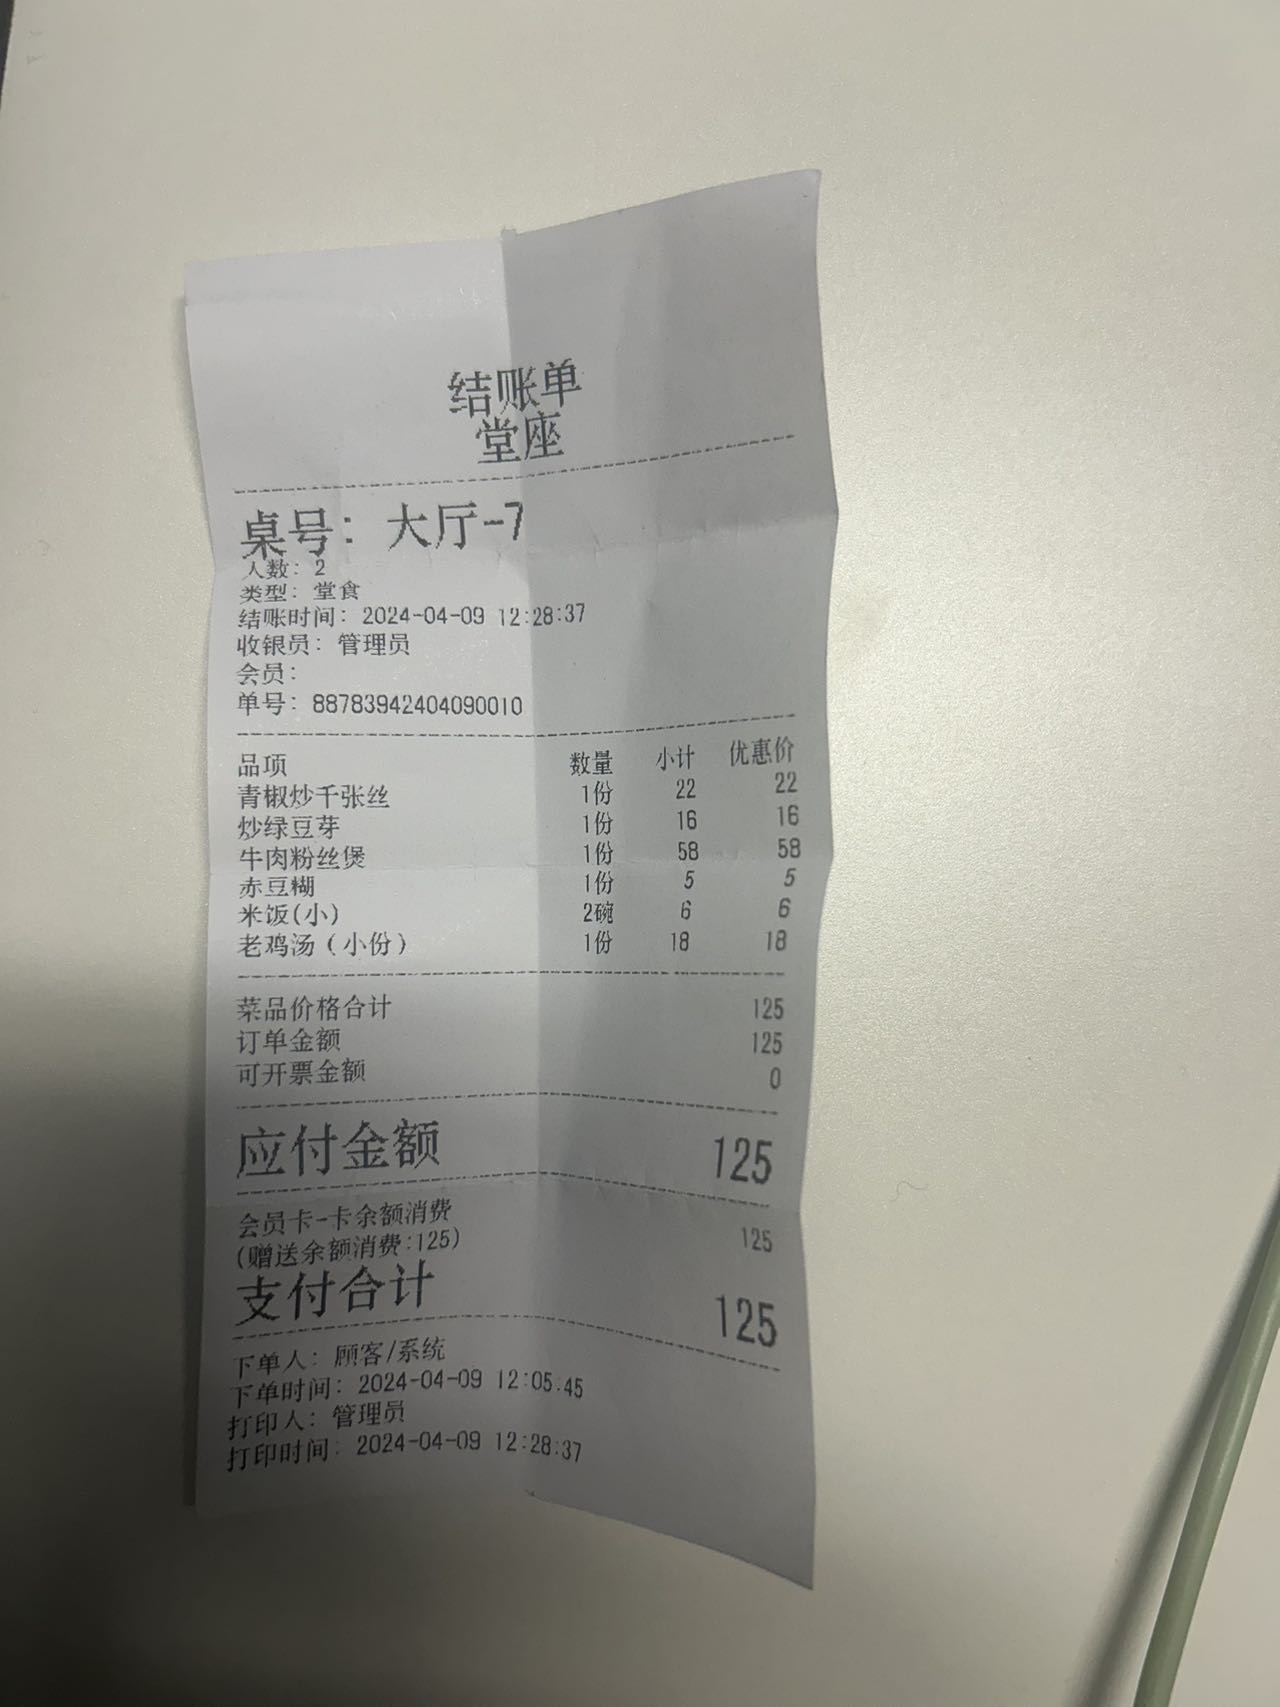 结账单
堂座
桌号: 大厅-7
人数: 2
类型: 堂食
结账时间: 2024-04-09 12:28:37
收银员: 管理员
会员:
单号: 887839424040900​10
品项 数量 小计 优惠价
青椒炒千张丝 1份 22 22
炒绿豆芽 1份 16 16
牛肉粉丝煲 1份 58 58
赤豆糊 1份 5 5
米饭(小) 2碗 6 6
老鸡汤(小份) 1份 18 18
菜品价格合计 125
订单金额 125
可开票金额 0
应付金额 125
会员卡-卡余额消费
(赠送余额消费:125) 125
支付合计 125
下单人: 顾客/系统
下单时间: 2024-04-09 12:05:45
打印人: 管理员
打印时间: 2024-04-09 12:28:37